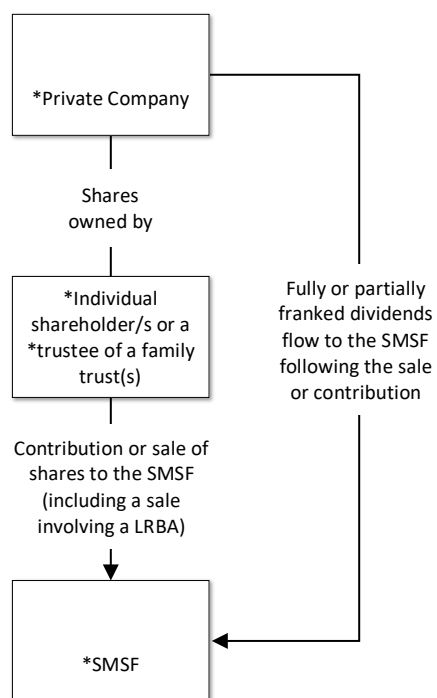 *Private Company
Shares
owned by
*Individual
shareholder/s or a
*trustee of a family
trust(s)
Fully or partially
franked dividends
flow to the SMSF
following the sale
or contribution
Contribution or sale of
shares to the SMSF
(including a sale
involving a LRBA)
*SMSF